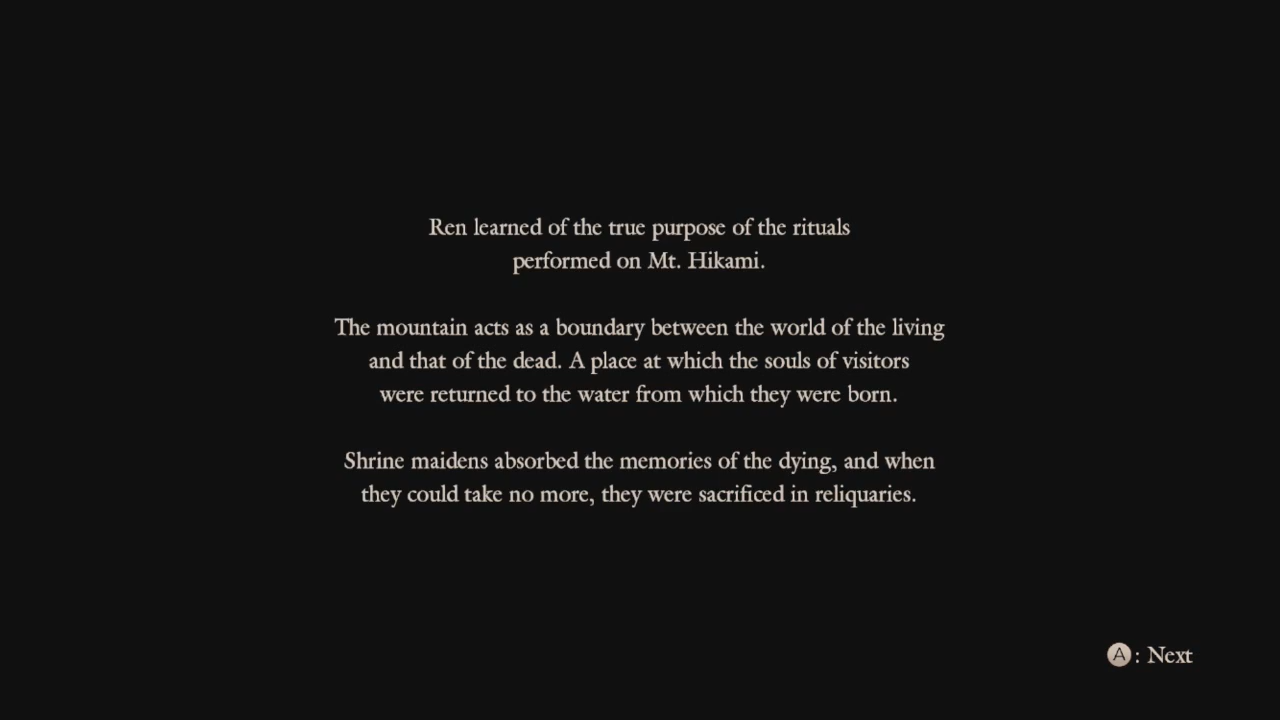 Ren learned of the true purpose of the rituals
performed on Mt. Hikami.
The mountain acts as a boundary between the world of the living
and that of the dead. A place at which the souls of visitors
were returned to the water from which they were born.
Shrine maidens absorbed the memories of the dying, and when
they could take no more, they were sacrificed in reliquaries.
A : Next